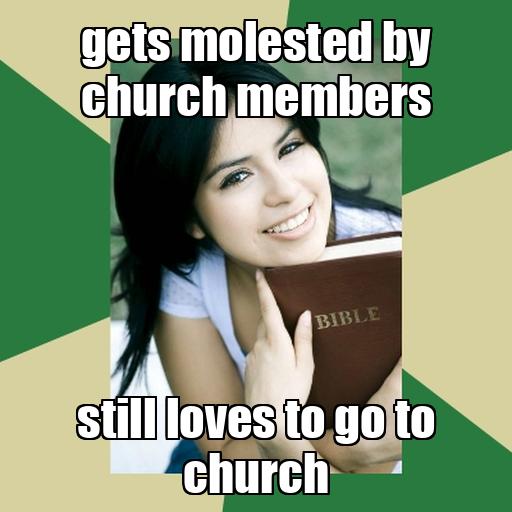 gets molested by
church members
BIBLE
still loves to go to
church